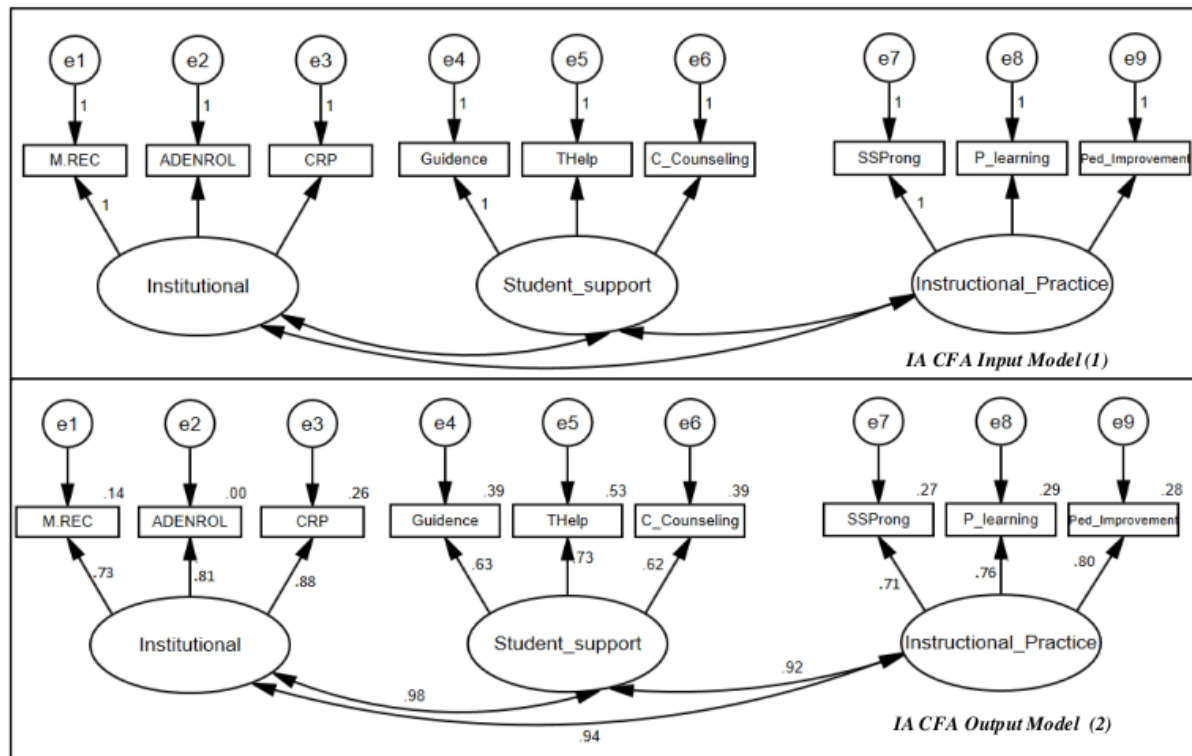 e1 e2 e3 e4 e5 e6 e7 e8 e9
1 1 1 1 1 1 1 1 1
M.REC ADENROL CRP Guidence THelp C_Counseling SSProng P_learning Ped_Improvement
1 1 1
Institutional Student_support Instructional_Practice
IA CFA Input Model (1)
e1 e2 e3 e4 e5 e6 e7 e8 e9
.14 .00 .26 .39 .53 .39 .27 .29 .28
M.REC ADENROL CRP Guidence THelp C_Counseling SSProng P_learning Ped_Improvement
.73 .81 .88 .63 .73 .62 .71 .76 .80
Institutional Student_support Instructional_Practice
.98 .92
.94
IA CFA Output Model (2)